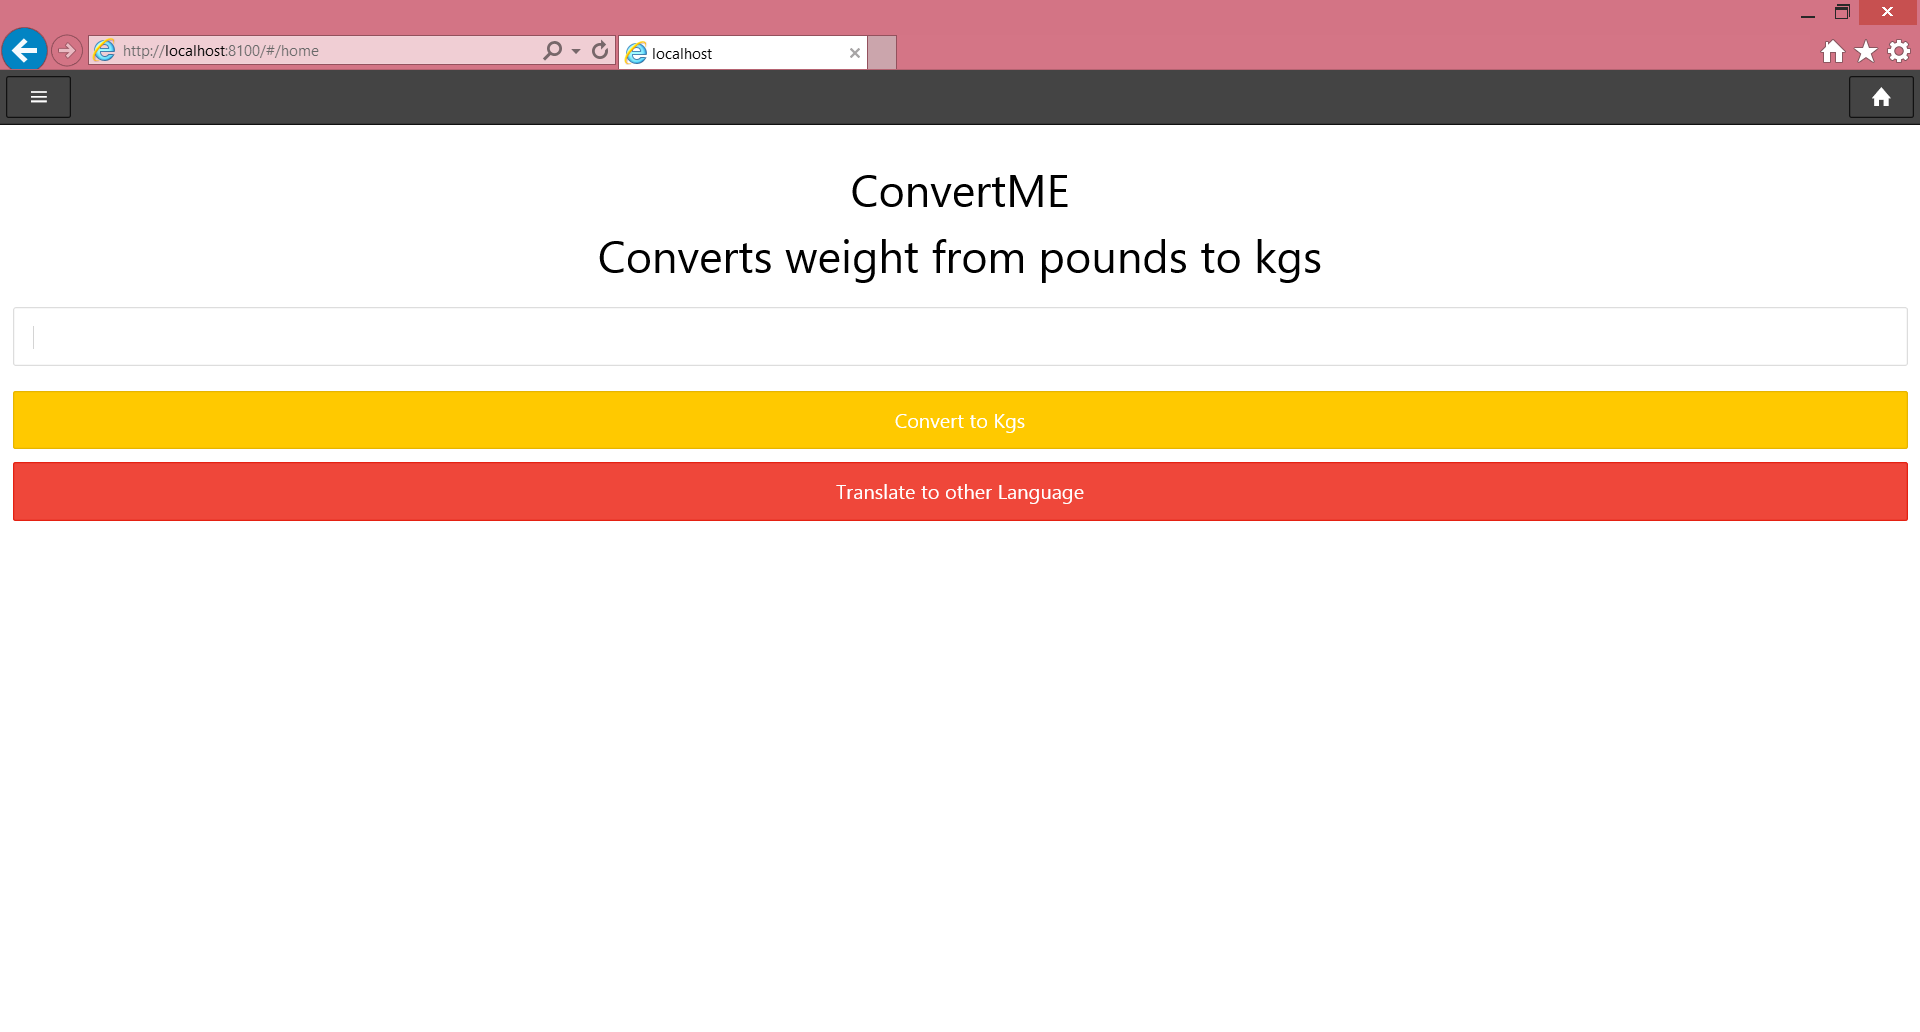 http://localhost:8100/#/home
localhost
ConvertME
Converts weight from pounds to kgs
Convert to Kgs
Translate to other Language